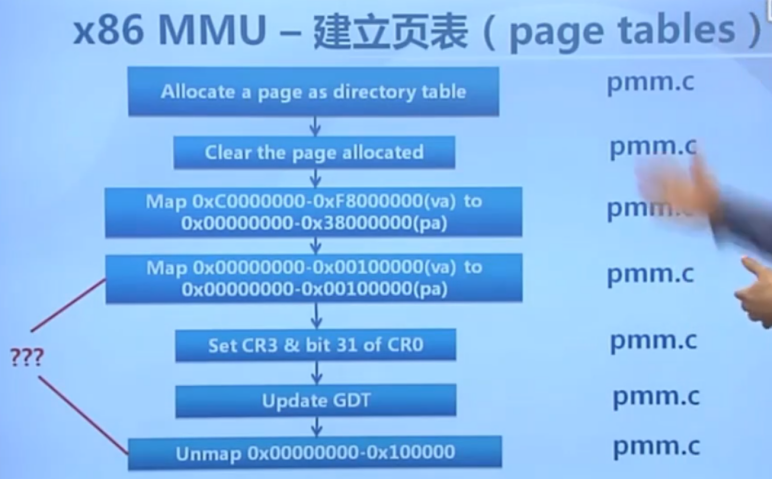 x86 MMU – 建立页表（page tables）
Allocate a page as directory table
pmm.c
Clear the page allocated
pmm.c
Map 0xC0000000-0xF8000000(va) to
0x00000000-0x38000000(pa)
pmm.c
Map 0x00000000-0x00100000(va) to
0x00000000-0x00100000(pa)
pmm.c
???
Set CR3 & bit 31 of CR0
pmm.c
Update GDT
pmm.c
Unmap 0x00000000-0x100000
pmm.c